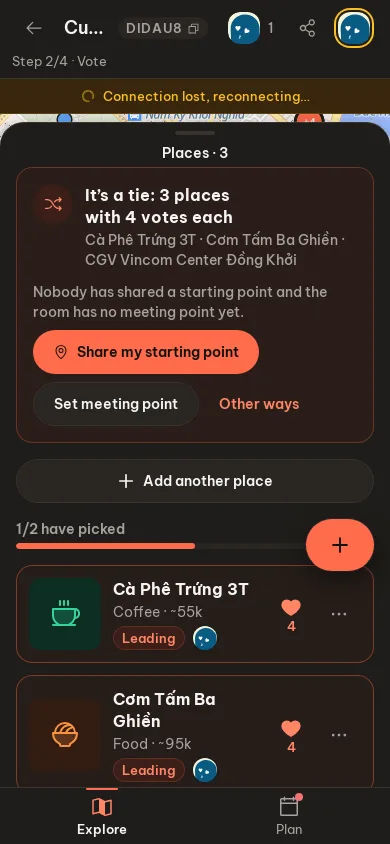 Cu...
DIDAU8
1
Step 2/4 · Vote
Connection lost, reconnecting...
Nam Kỳ Khởi Nghĩa
Places · 3
It's a tie: 3 places
with 4 votes each
Cà Phê Trứng 3T · Cơm Tấm Ba Ghiền ·
CGV Vincom Center Đồng Khởi
Nobody has shared a starting point and the
room has no meeting point yet.
Share my starting point
Set meeting point
Other ways
Add another place
1/2 have picked
Cà Phê Trứng 3T
Coffee · ~55k
Leading
4
Cơm Tấm Ba
Ghiền
Food · ~95k
Leading
4
Explore
Plan